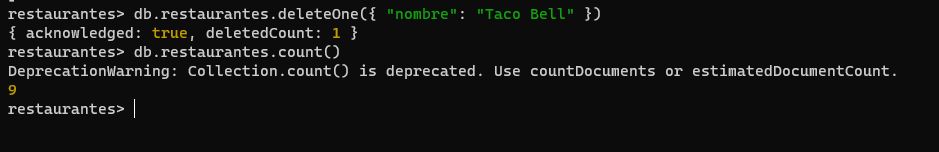 restaurantes> db.restaurantes.deleteOne({ "nombre": "Taco Bell" })
{ acknowledged: true, deletedCount: 1 }
restaurantes> db.restaurantes.count()
DeprecationWarning: Collection.count() is deprecated. Use countDocuments or estimatedDocumentCount.
9
restaurantes>